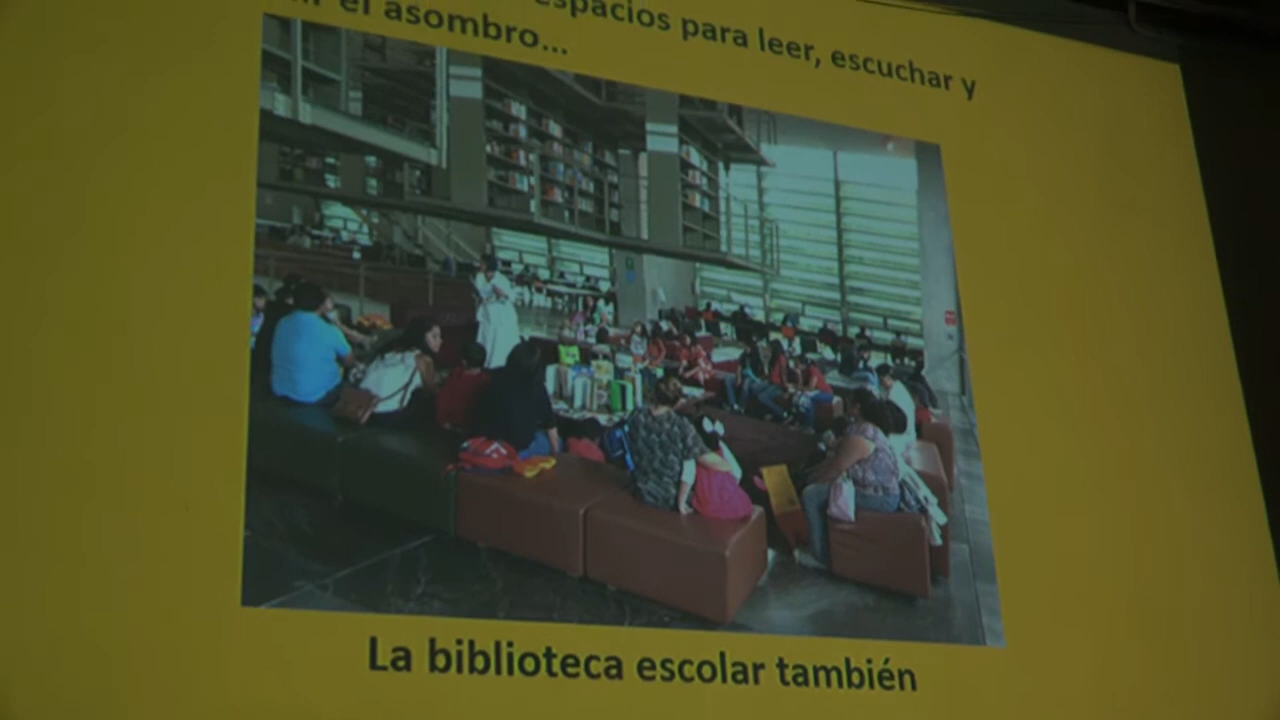 espacios para leer, escuchar y
el asombro...
La biblioteca escolar también